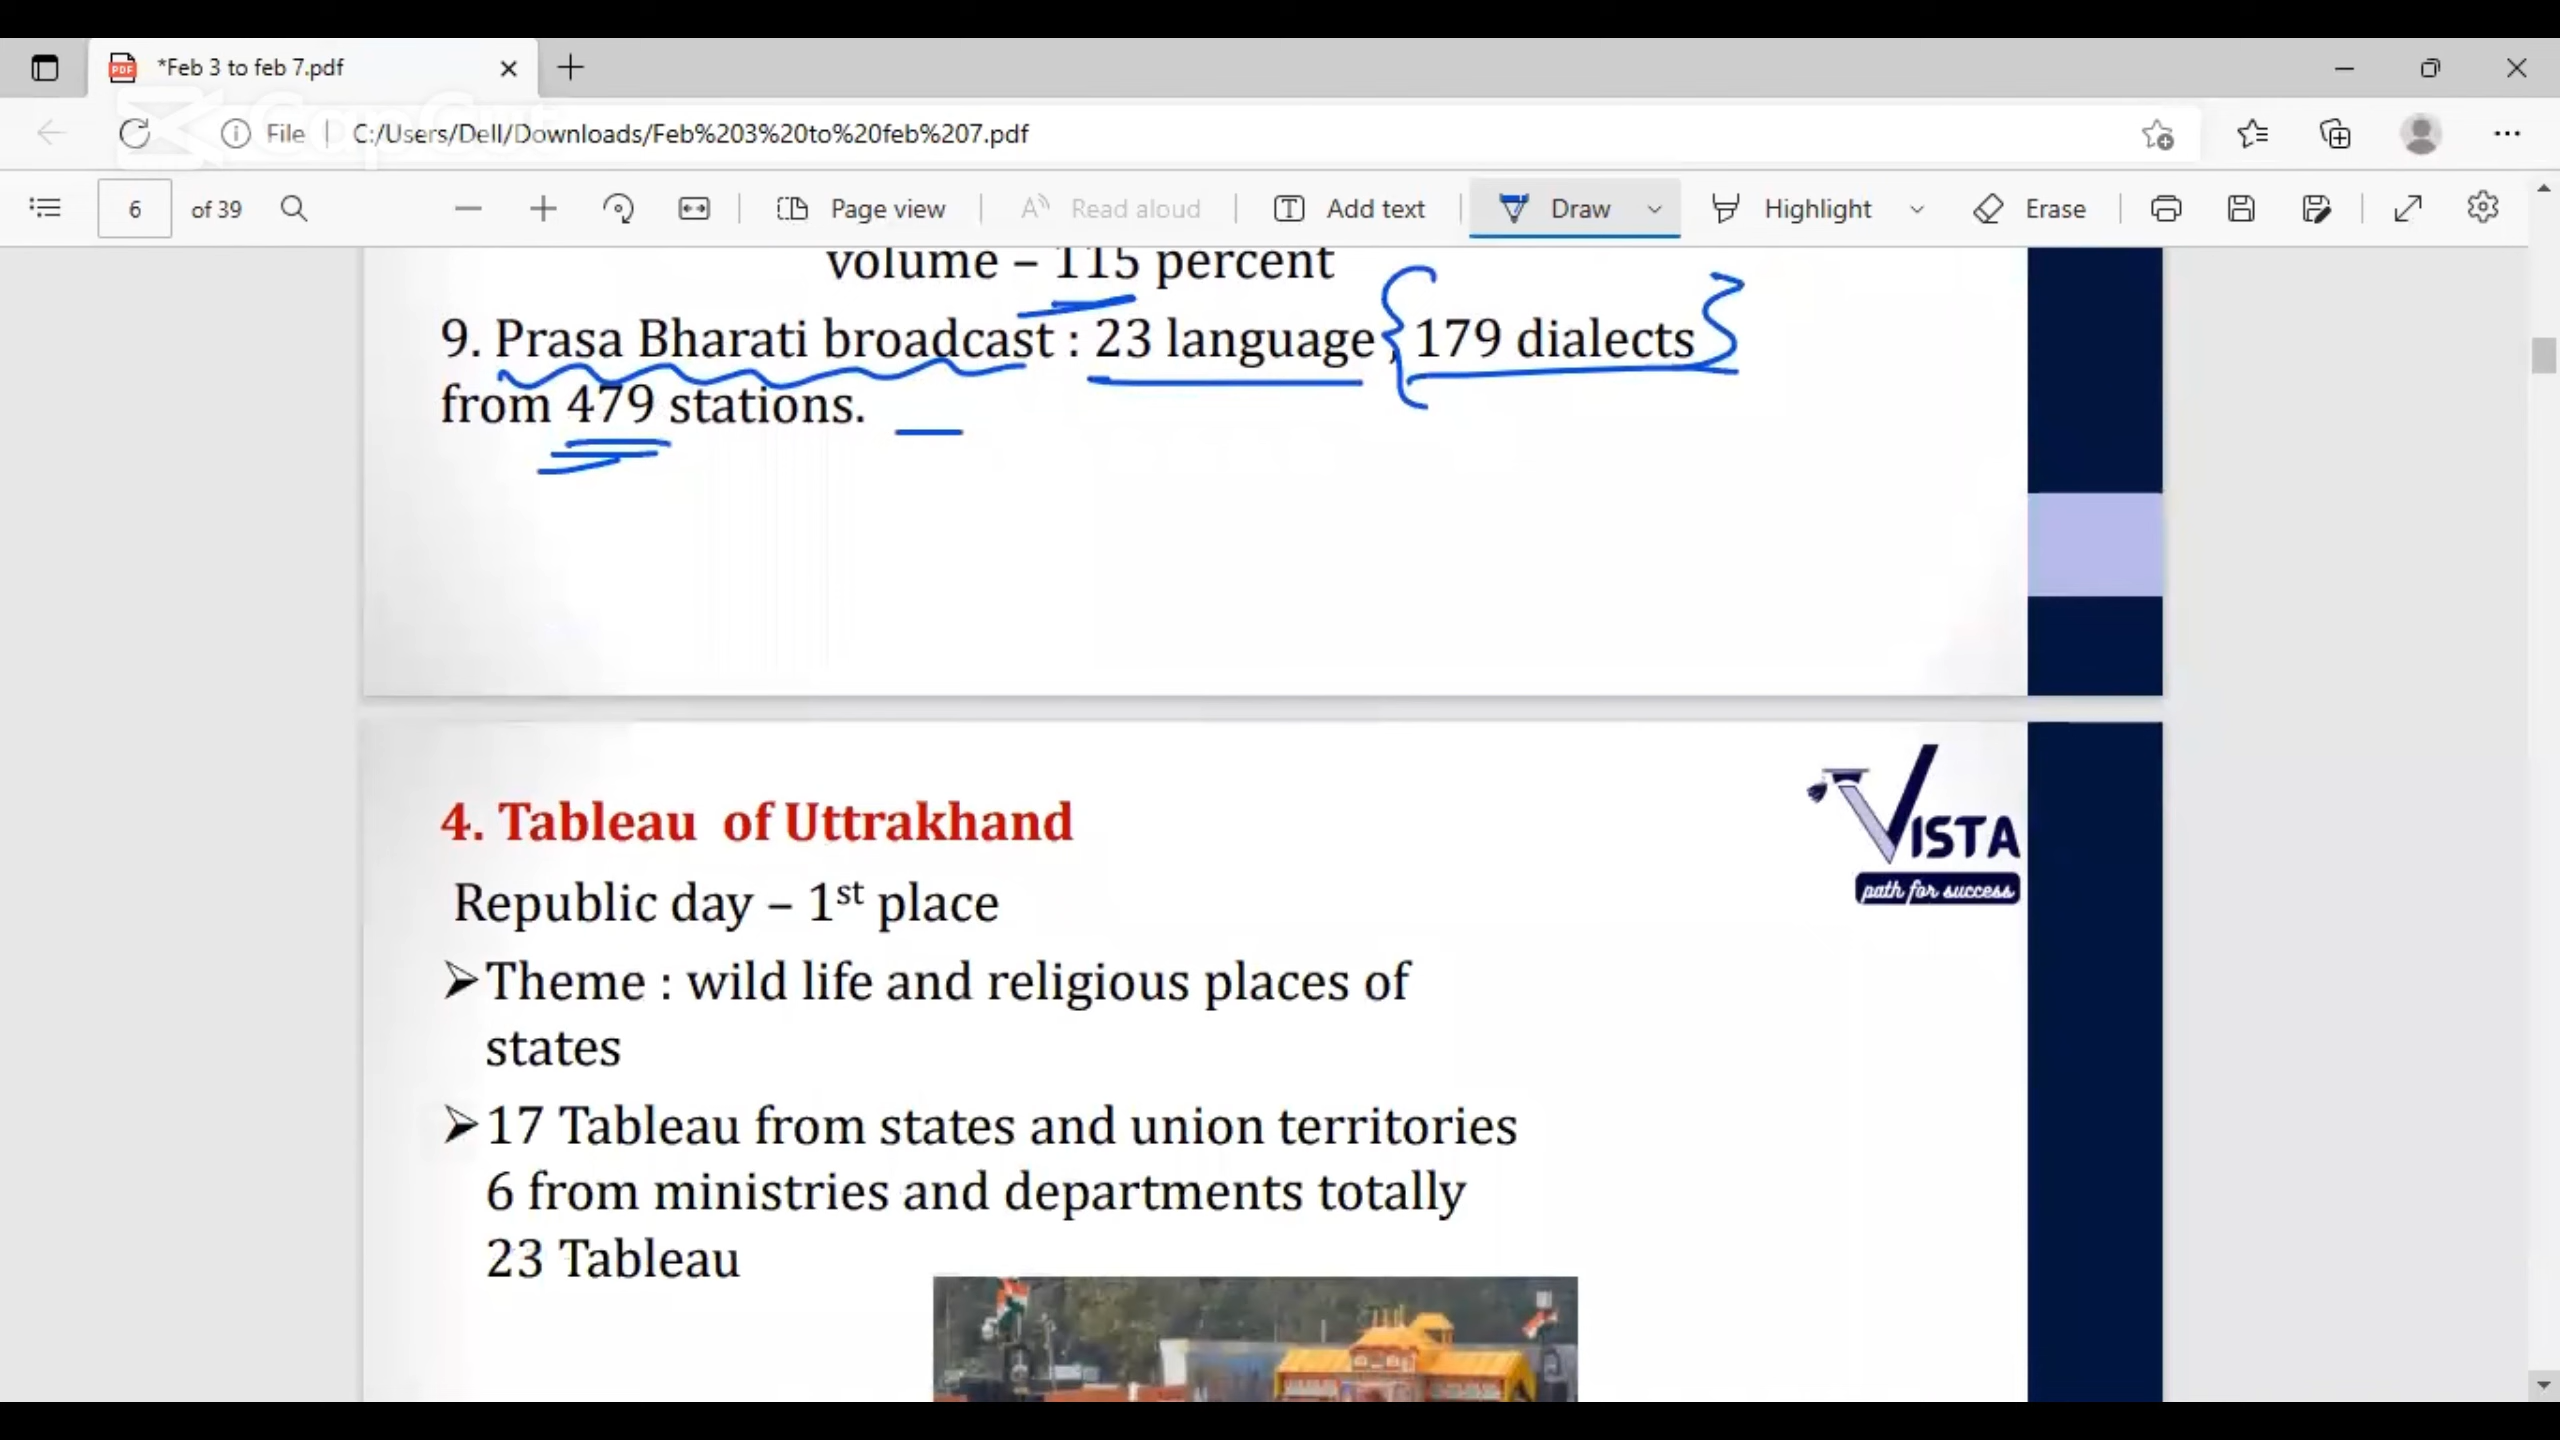 *Feb 3 to feb 7.pdf
CapCut
File | C:/Users/Dell/Downloads/Feb%203%20to%20feb%207.pdf
6 of 39 Page view Read aloud Add text Draw Highlight Erase
volume – 115 percent
9. Prasa Bharati broadcast : 23 language , 179 dialects
from 479 stations.
VISTA
path for success
4. Tableau of Uttrakhand
Republic day – 1st place
➢Theme : wild life and religious places of
states
➢17 Tableau from states and union territories
6 from ministries and departments totally
23 Tableau